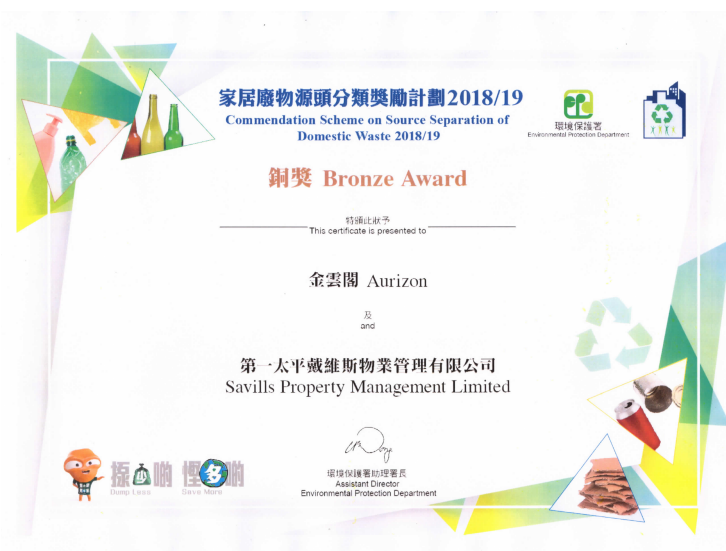 家居廢物源頭分類獎勵計劃2018/19
Commendation Scheme on Source Separation of
Domestic Waste 2018/19
環境保護署
Environmental Protection Department
銅獎 Bronze Award
特頒此狀予
This certificate is presented to
金雲閣 Aurizon
及
and
第一太平戴維斯物業管理有限公司
Savills Property Management Limited
環境保護署助理署長
Assistant Director
Environmental Protection Department
揼少啲 慳多啲
Dump Less Save More